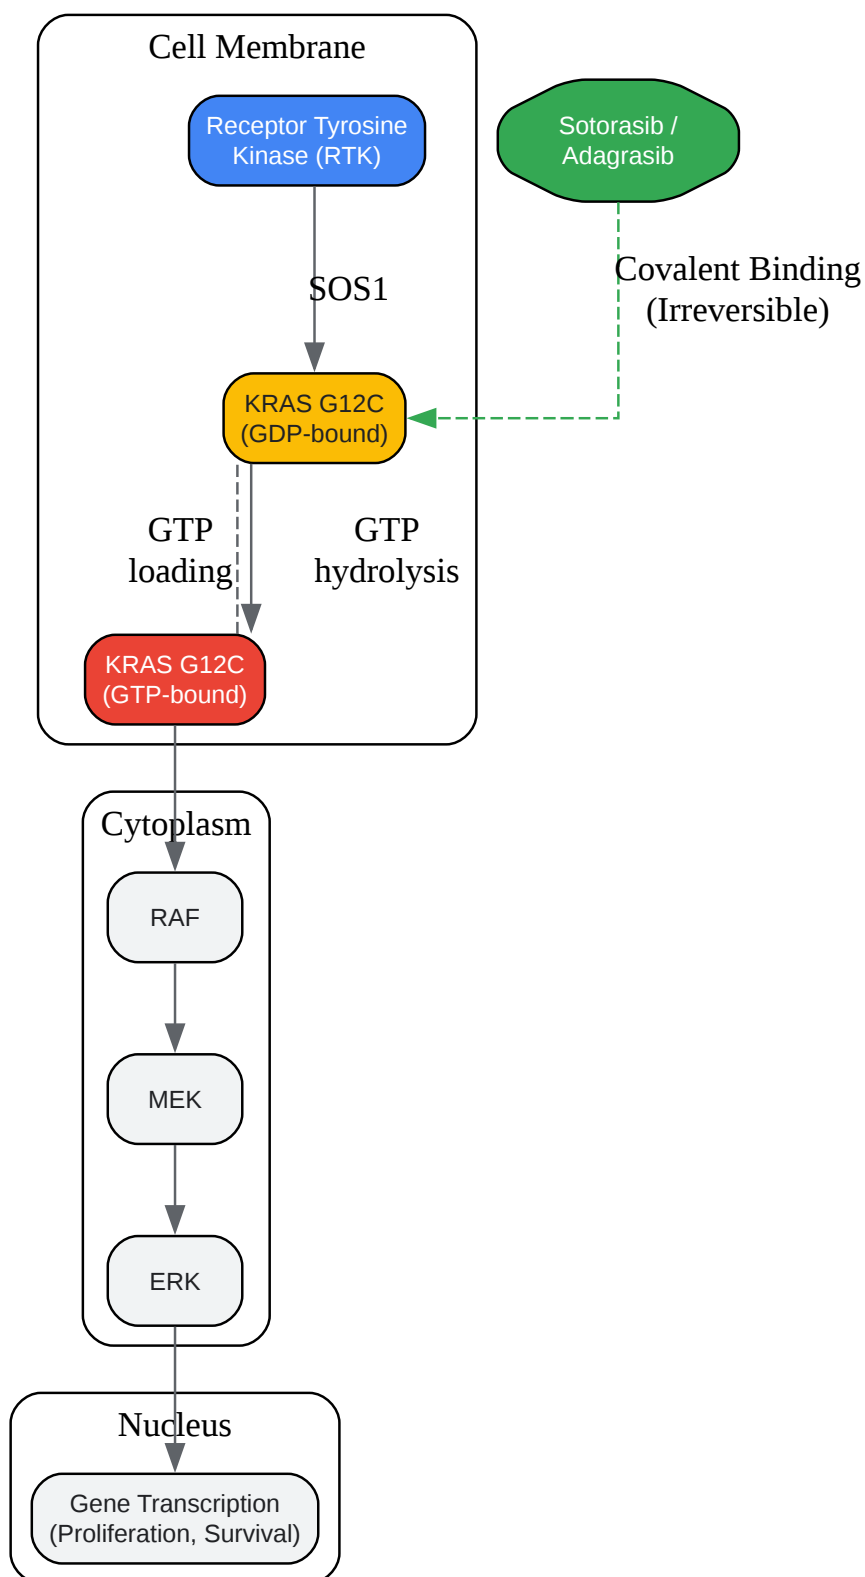 Cell Membrane
Receptor Tyrosine
Kinase (RTK)
Sotorasib /
Adagrasib
SOS1
Covalent Binding
(Irreversible)
KRAS G12C
(GDP-bound)
GTP
loading
GTP
hydrolysis
KRAS G12C
(GTP-bound)
Cytoplasm
RAF
MEK
ERK
Nucleus
Gene Transcription
(Proliferation, Survival)